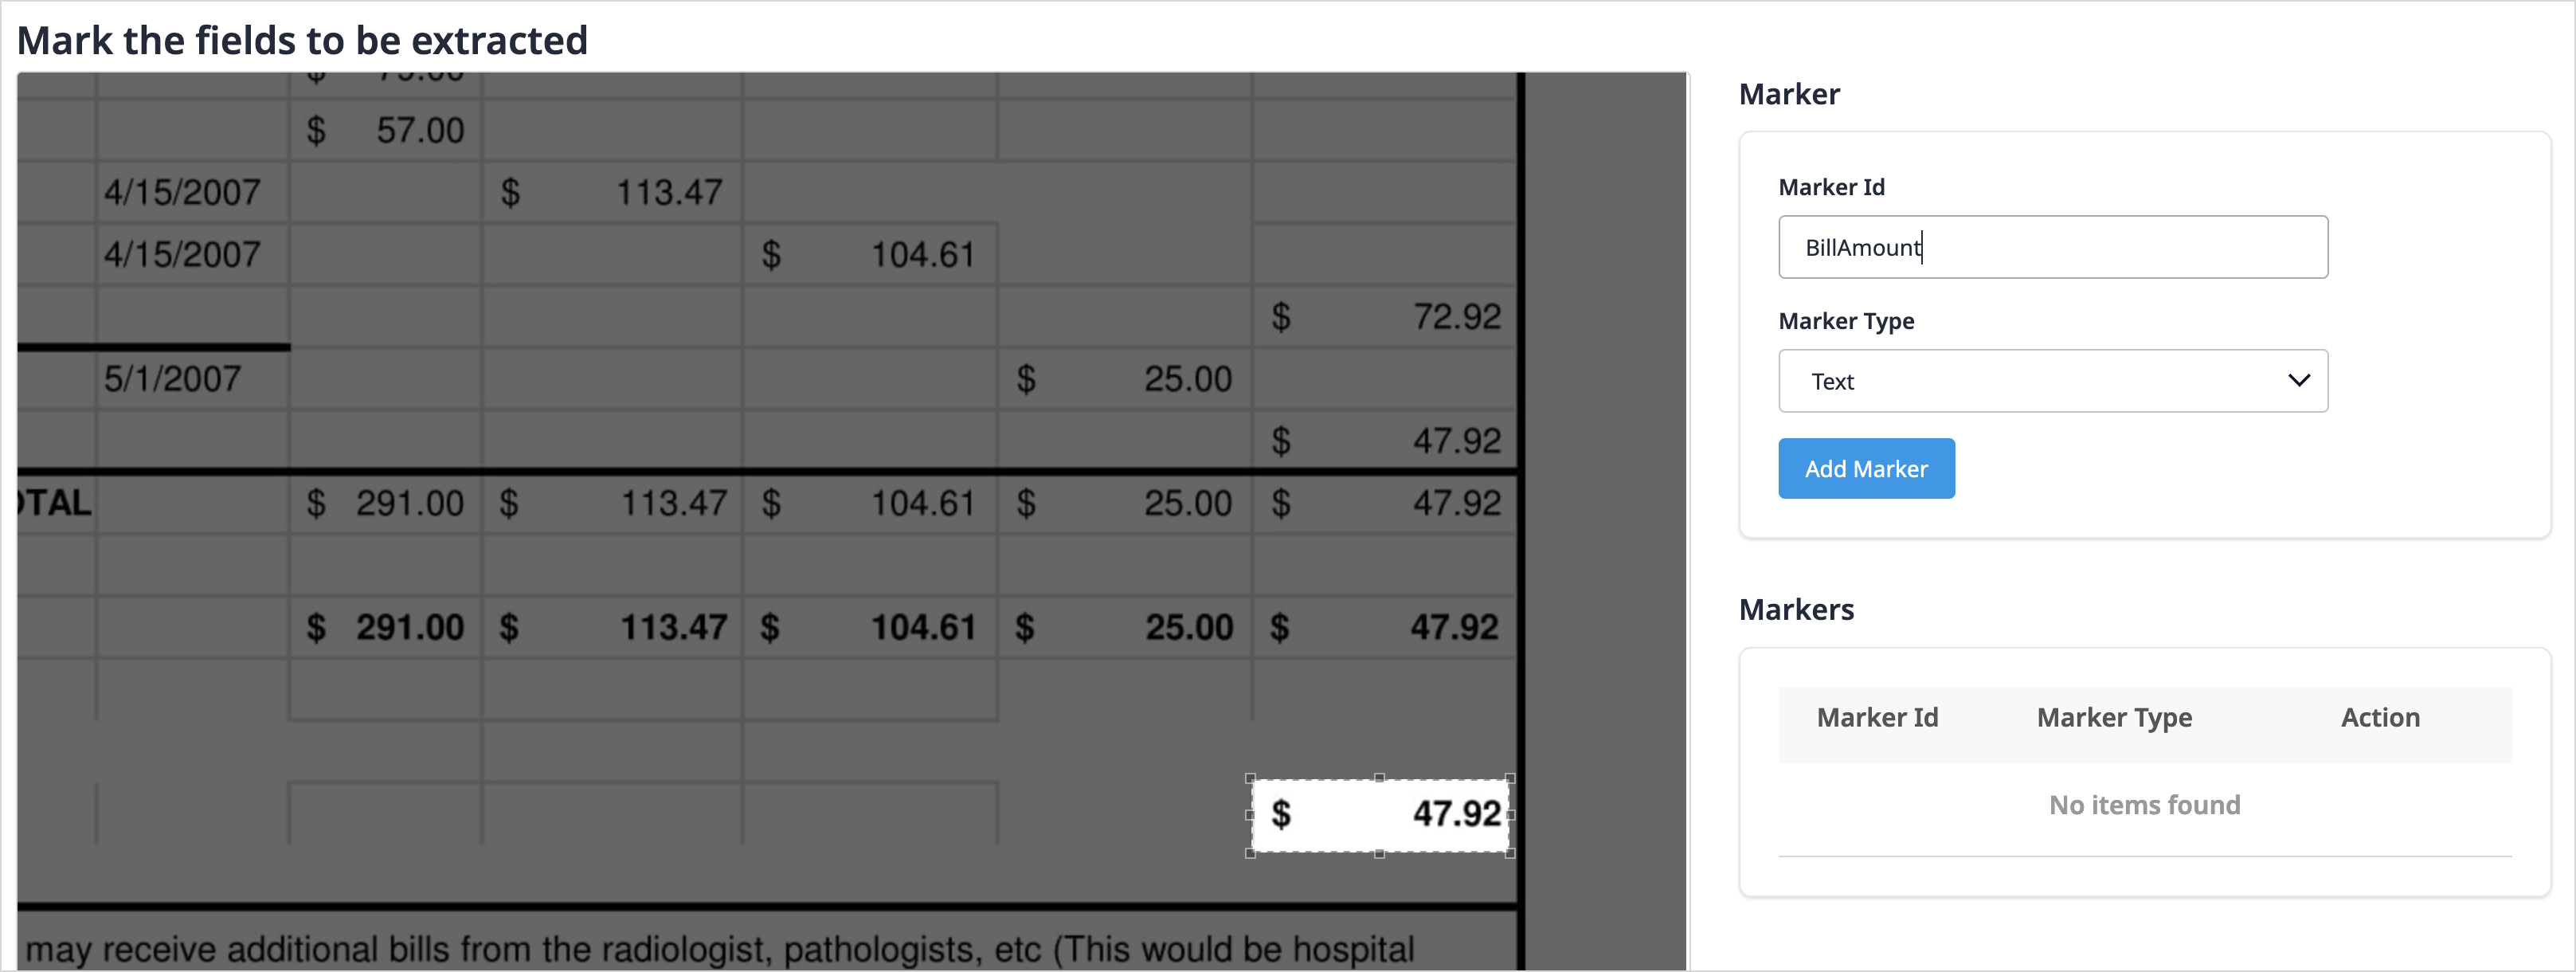 Mark the fields to be extracted
$ 57.00
4/15/2007 $ 113.47
4/15/2007 $ 104.61
$ 72.92
5/1/2007 $ 25.00
$ 47.92
OTAL $ 291.00 $ 113.47 $ 104.61 $ 25.00 $ 47.92
$ 291.00 $ 113.47 $ 104.61 $ 25.00 $ 47.92
$ 47.92
may receive additional bills from the radiologist, pathologists, etc (This would be hospital
Marker
Marker Id
BillAmount
Marker Type
Text
Add Marker
Markers
Marker Id Marker Type Action
No items found